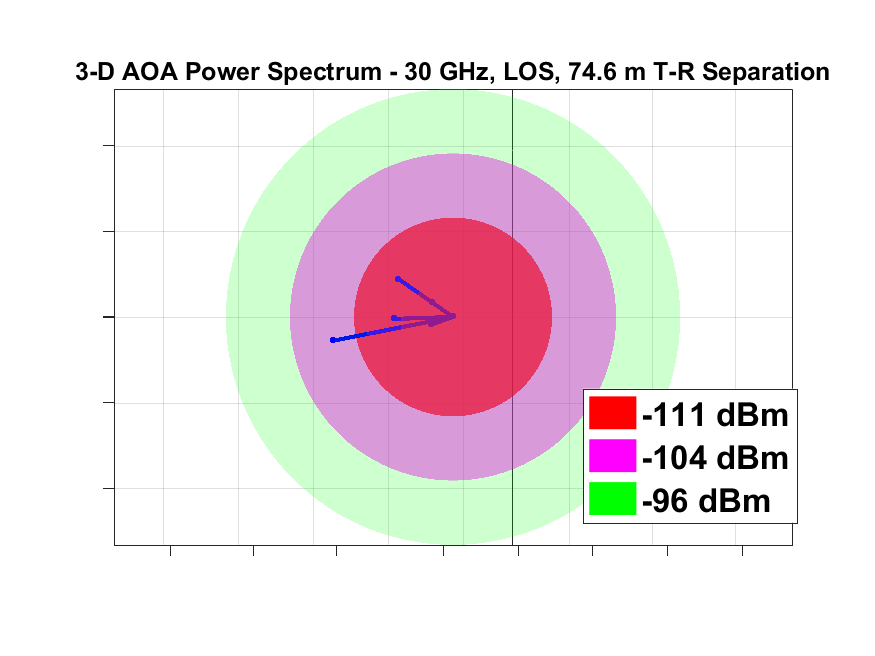 3-D AOA Power Spectrum - 30 GHz, LOS, 74.6 m T-R Separation
-111 dBm
-104 dBm
-96 dBm